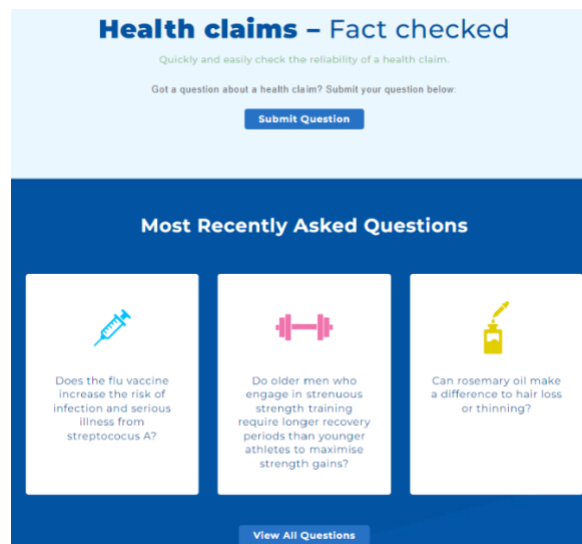 Health claims – Fact checked
Quickly and easily check the reliability of a health claim.
Got a question about a health claim? Submit your question below:
Submit Question
Most Recently Asked Questions
Does the flu vaccine
increase the risk of
infection and serious
illness from
streptococus A?
Do older men who
engage in strenuous
strength training
require longer recovery
periods than younger
athletes to maximise
strength gains?
Can rosemary oil make
a difference to hair loss
or thinning?
View All Questions